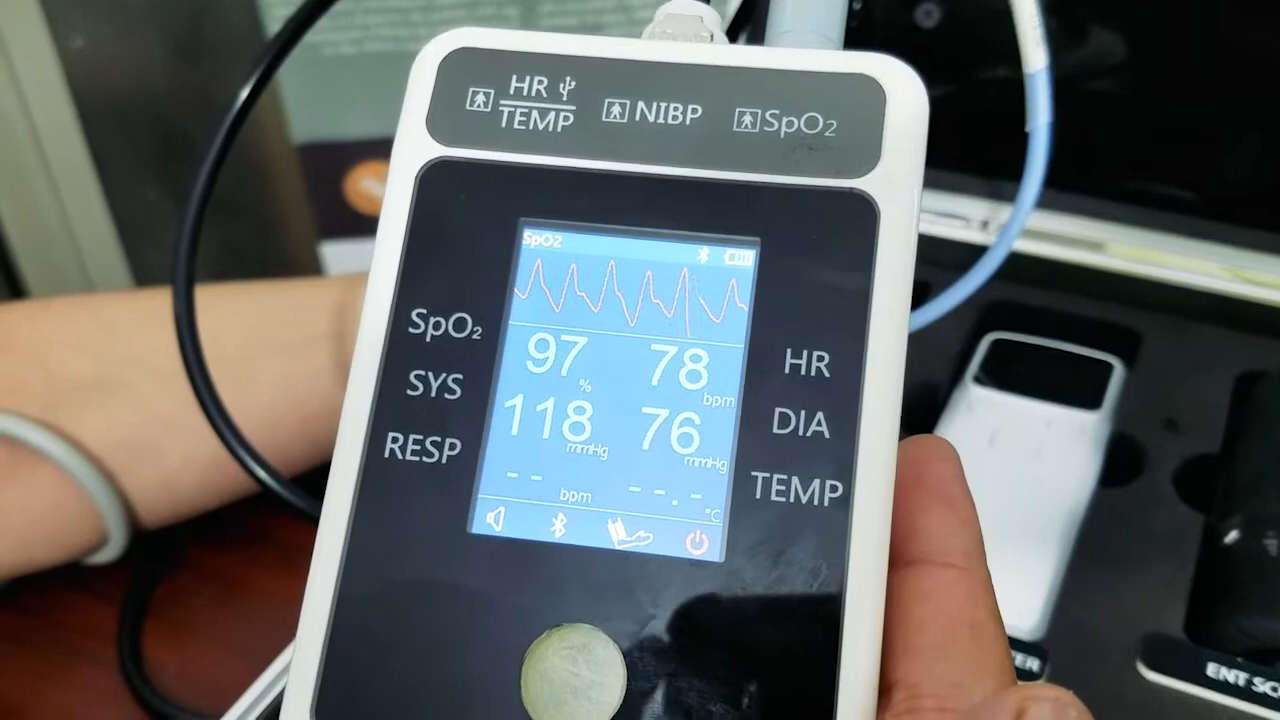 HR
TEMP
NIBP
SpO₂
SpO2
SpO₂
97
%
78
bpm
HR
SYS
118
mmHg
76
mmHg
DIA
RESP
--
bpm
--.-
°C
TEMP
ER
ENT SC